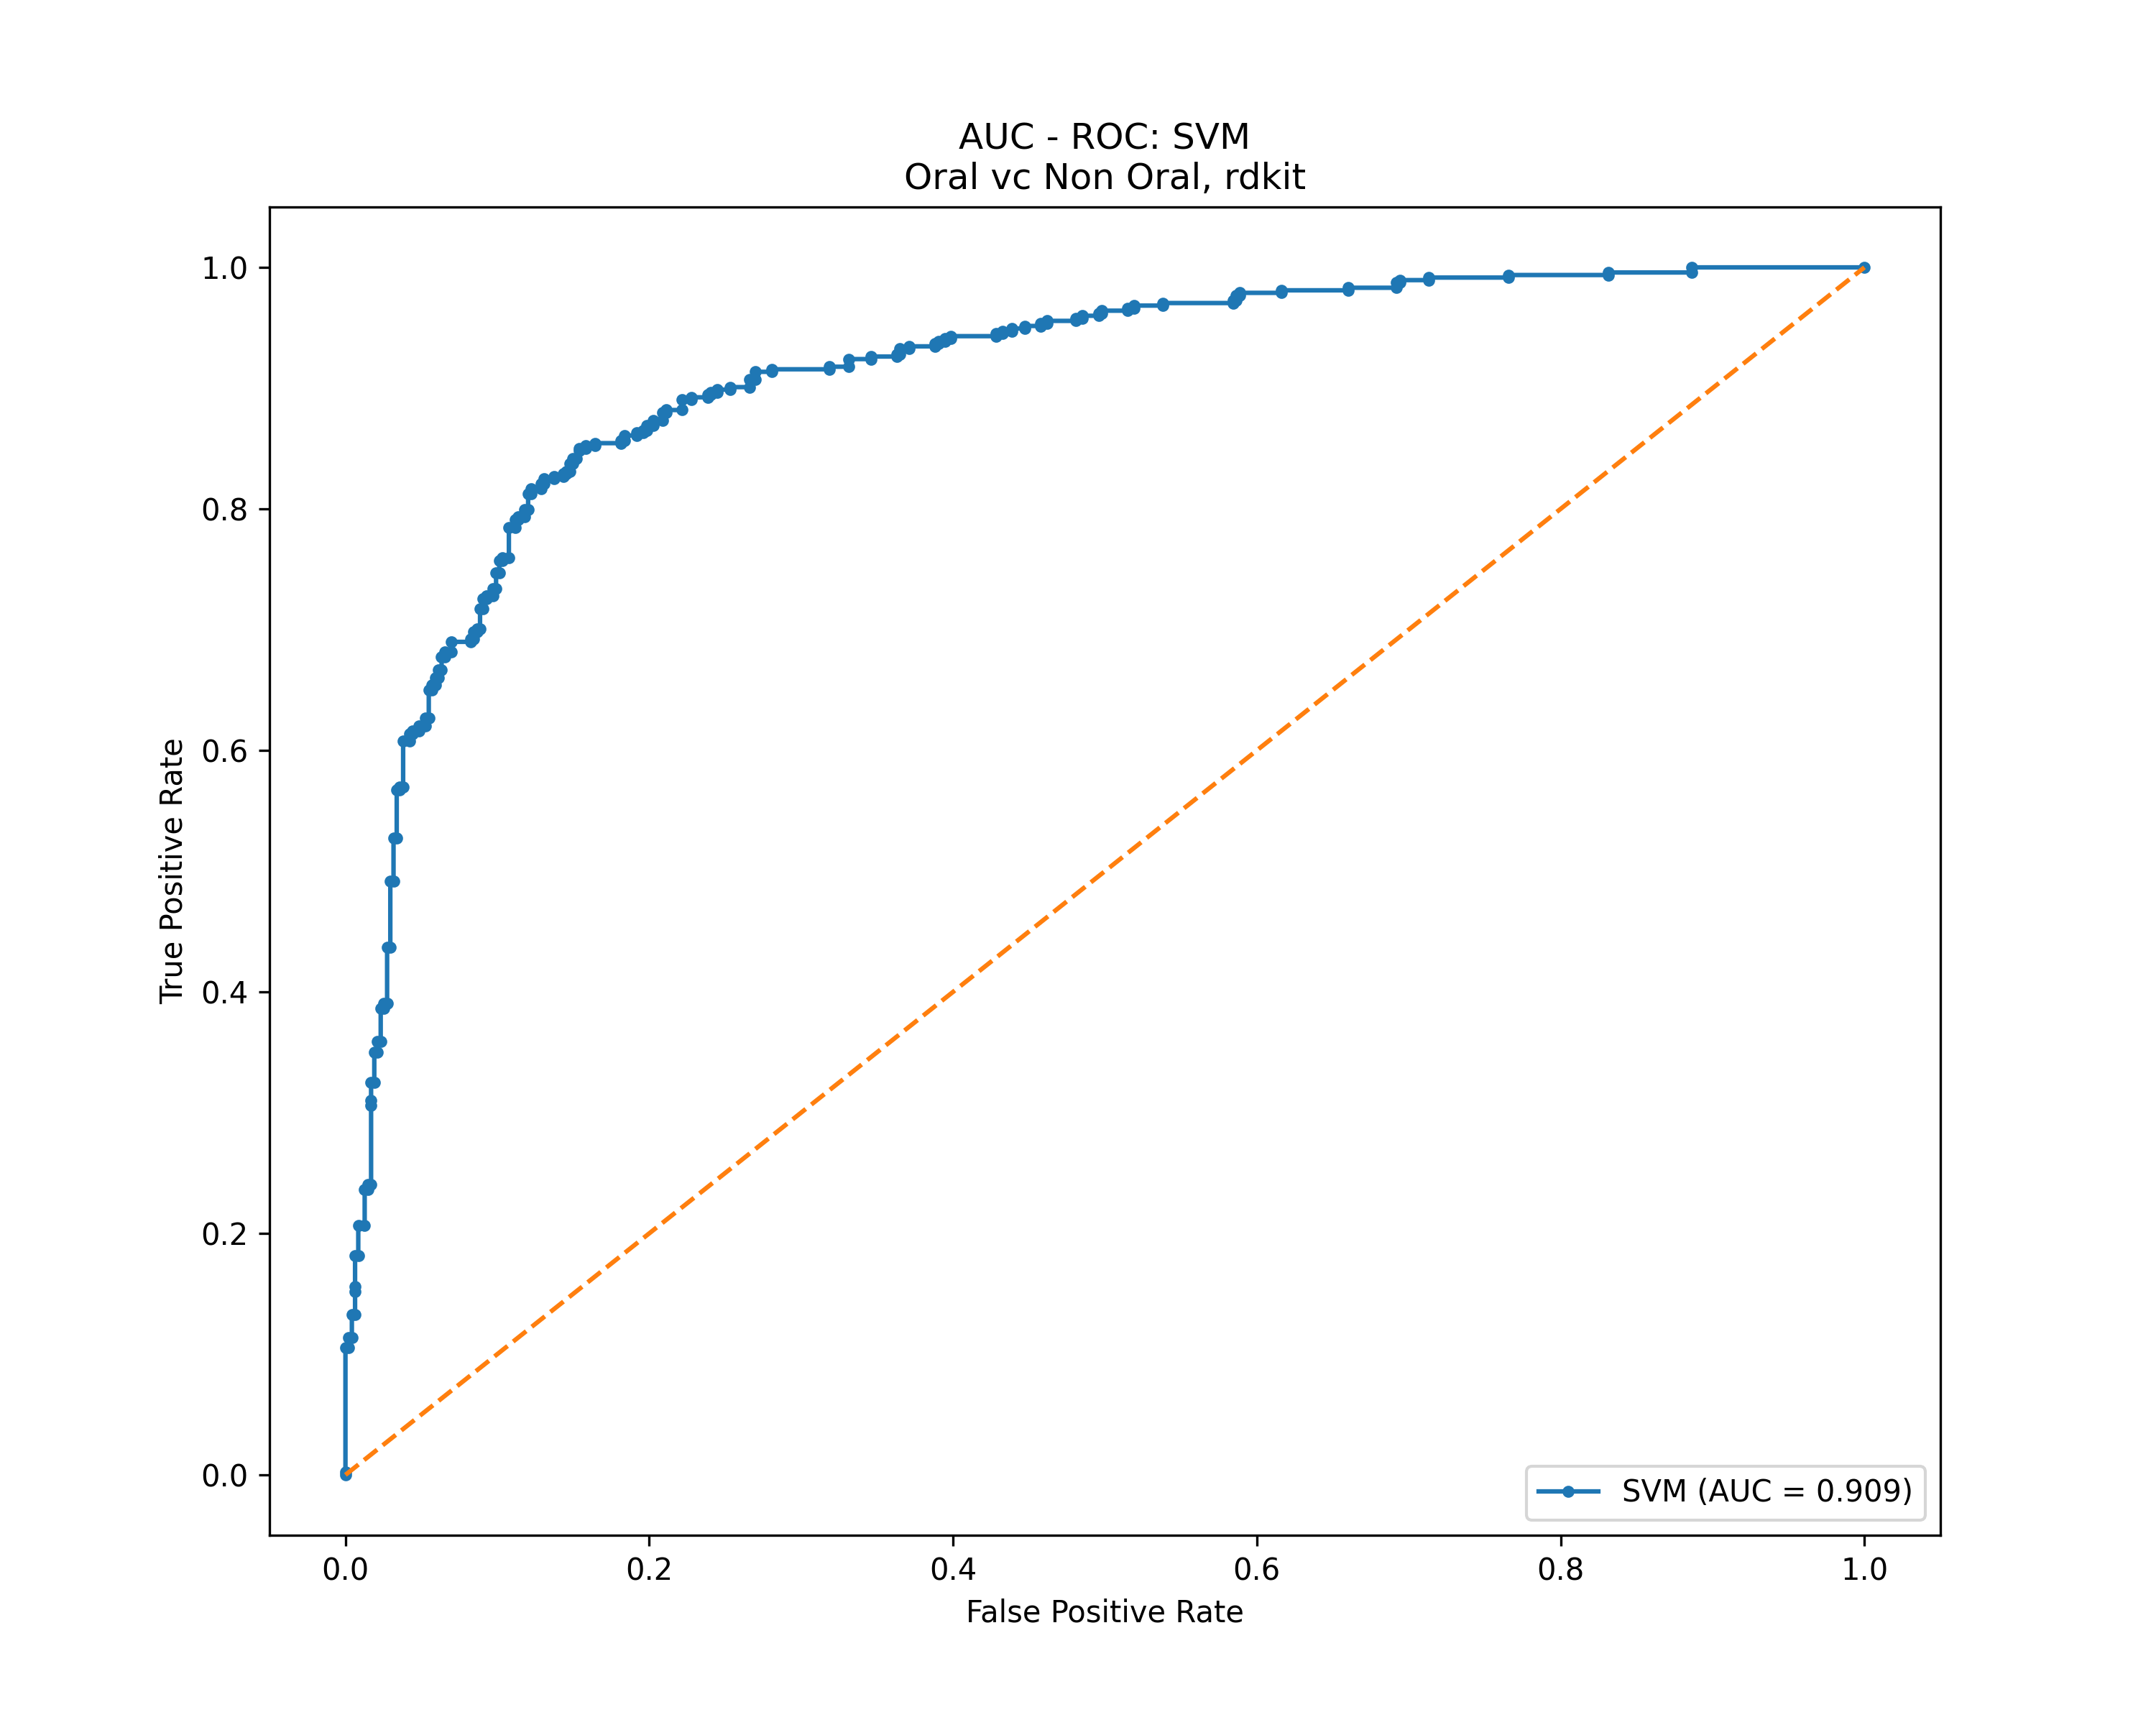 AUC - ROC: SVM
Oral vc Non Oral, rdkit
1.0
0.8
0.6
0.4
0.2
0.0
True Positive Rate
SVM (AUC = 0.909)
0.0 0.2 0.4 0.6 0.8 1.0
False Positive Rate